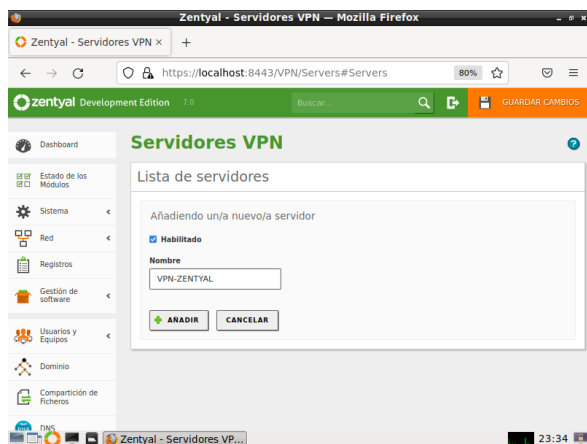 Zentyal - Servidores VPN — Mozilla Firefox
Zentyal - Servidores VPN × +
https://localhost:8443/VPN/Servers#Servers 80%
zentyal Development Edition 7.0 Buscar... GUARDAR CAMBIOS
Dashboard
Estado de los
Módulos
Sistema
Red
Registros
Gestión de
software
Usuarios y
Equipos
Dominio
Compartición de
Ficheros
DNS
Servidores VPN
Lista de servidores
Añadiendo un/a nuevo/a servidor
Habilitado
Nombre
VPN-ZENTYAL
AÑADIR CANCELAR
Zentyal - Servidores VP... 23:34